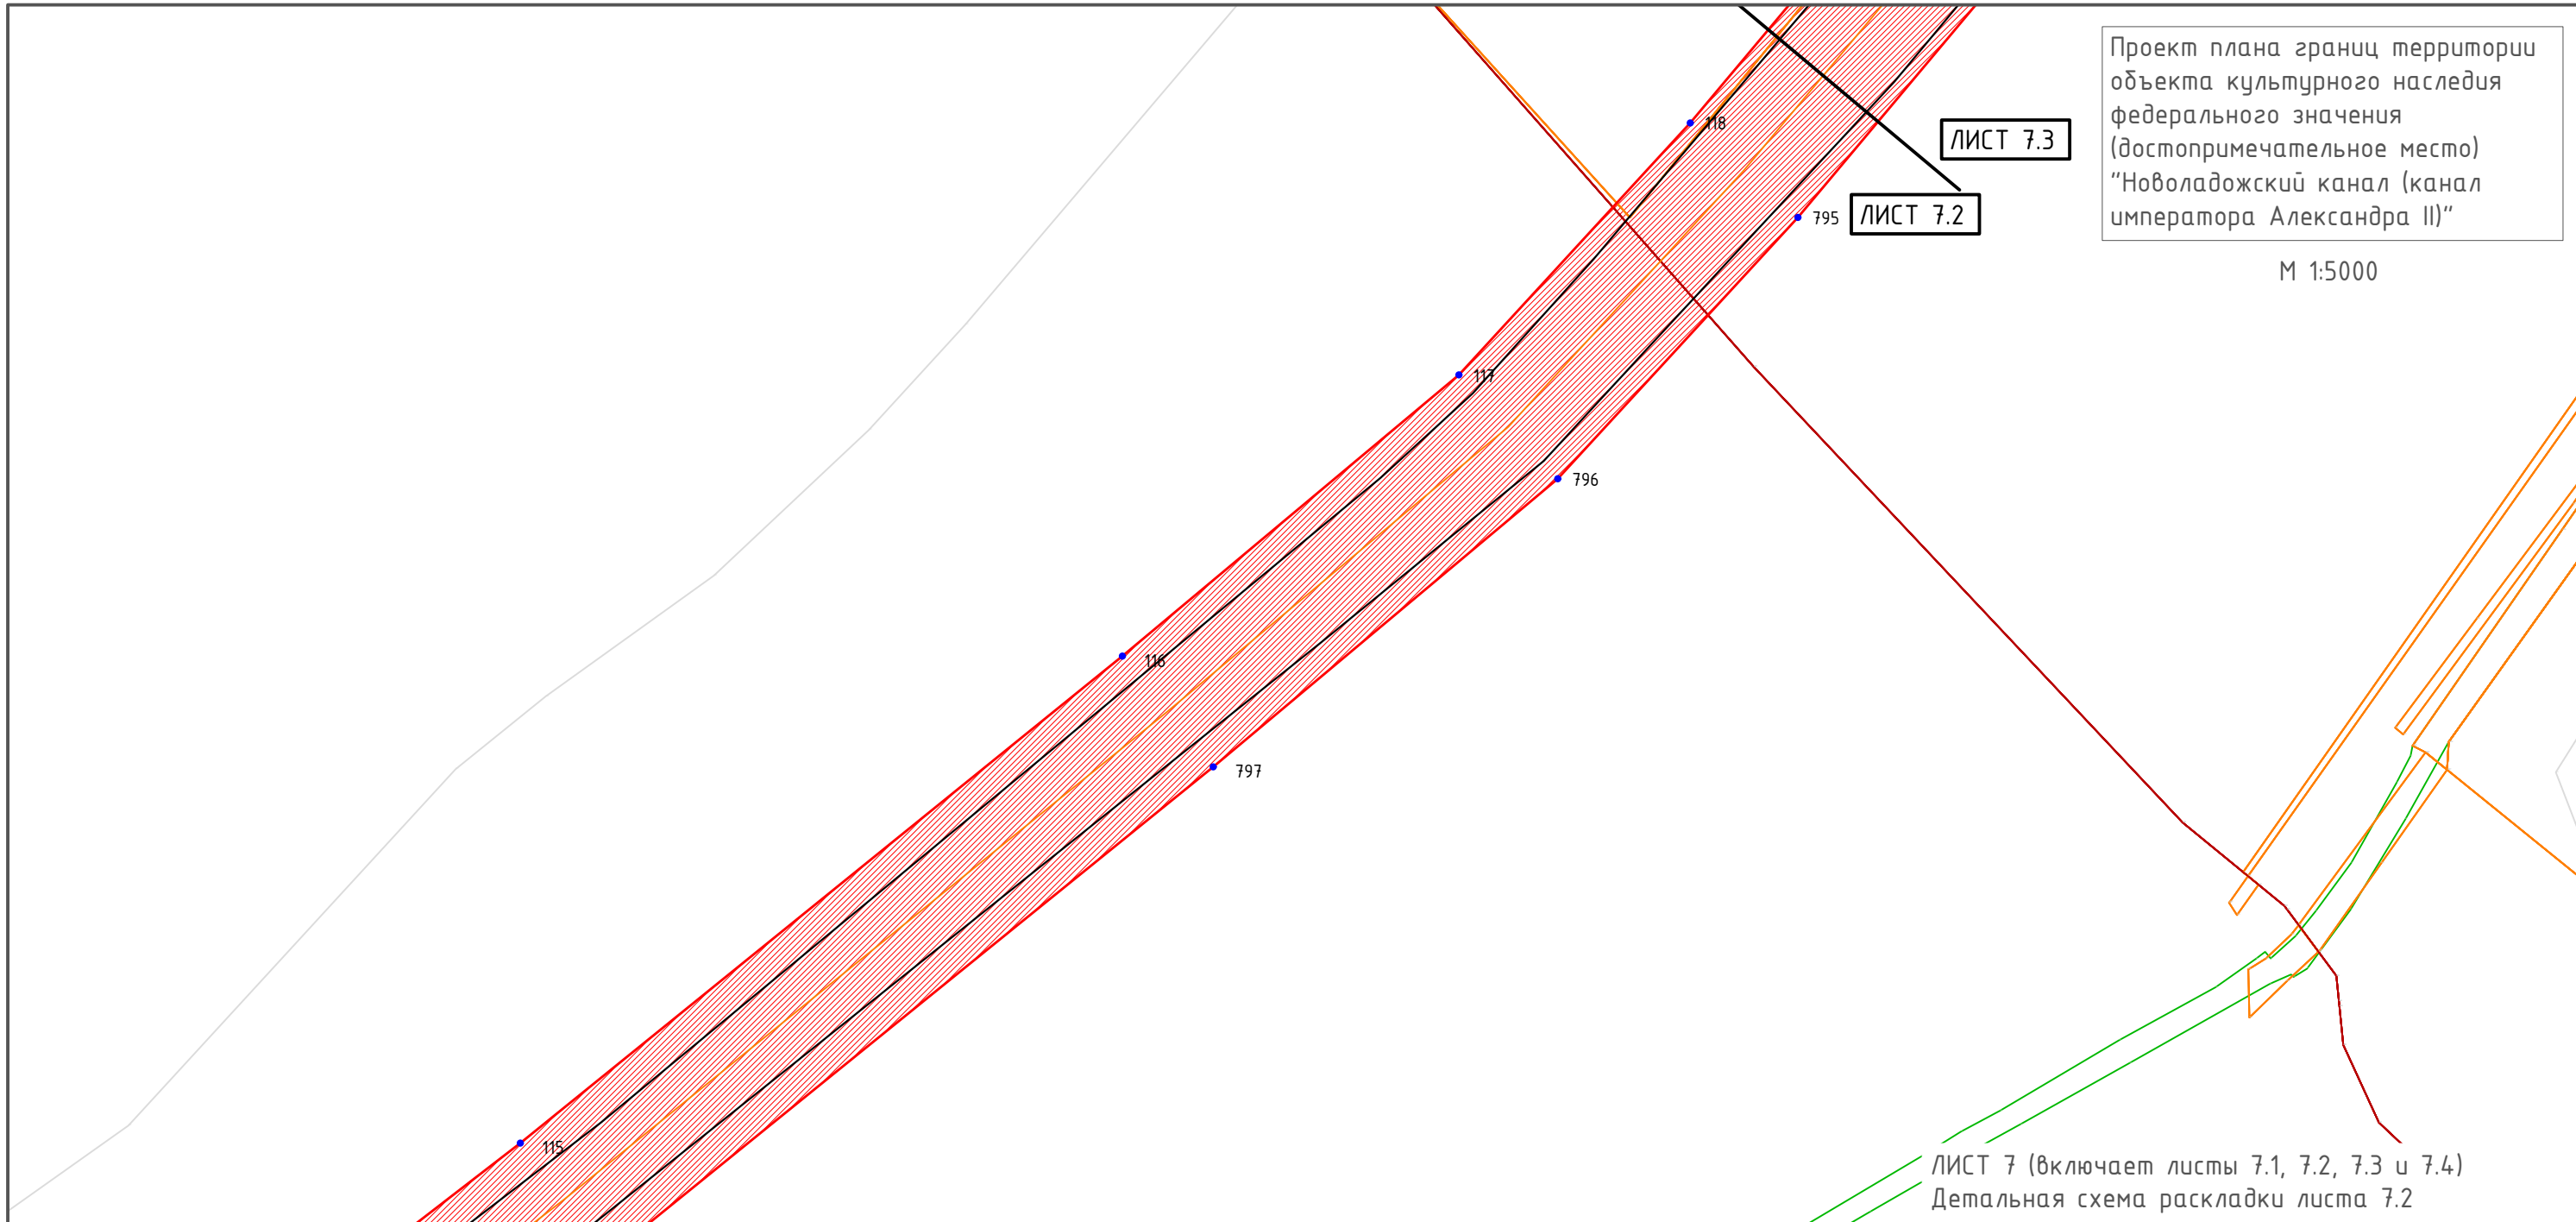 Проект плана границ территории
объекта культурного наследия
федерального значения
(достопримечательное место)
"Новоладожский канал (канал
императора Александра II)"
М 1:5000
118
ЛИСТ 7.3
795
ЛИСТ 7.2
117
796
116
797
115
ЛИСТ 7 (включает листы 7.1, 7.2, 7.3 и 7.4)
Детальная схема раскладки листа 7.2